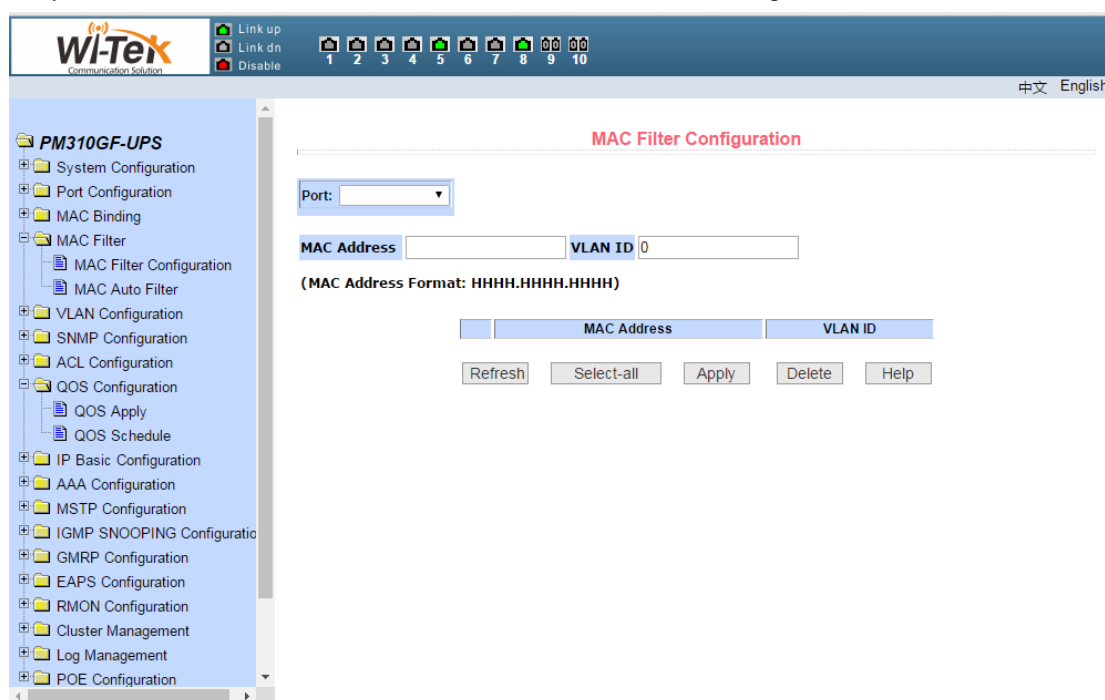 WI-TEK
Communication Solution
Link up
Link dn
Disable
1 2 3 4 5 6 7 8 9 10
中文 English
PM310GF-UPS
System Configuration
Port Configuration
MAC Binding
MAC Filter
MAC Filter Configuration
MAC Auto Filter
VLAN Configuration
SNMP Configuration
ACL Configuration
QOS Configuration
QOS Apply
QOS Schedule
IP Basic Configuration
AAA Configuration
MSTP Configuration
IGMP SNOOPING Configuratio
GMRP Configuration
EAPS Configuration
RMON Configuration
Cluster Management
Log Management
POE Configuration
MAC Filter Configuration
Port:
MAC Address VLAN ID 0
(MAC Address Format: HHHH.HHHH.HHHH)
MAC Address VLAN ID
Refresh Select-all Apply Delete Help